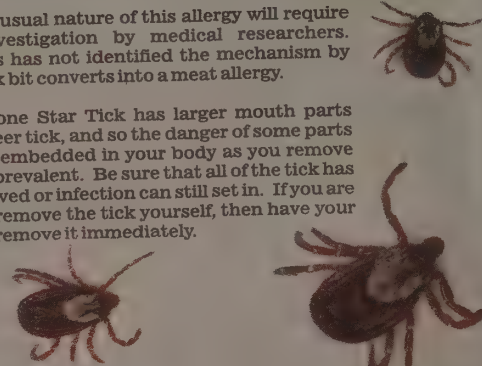 usual nature of this allergy will require
vestigation by medical researchers.
s has not identified the mechanism by
k bit converts into a meat allergy.
one Star Tick has larger mouth parts
eer tick, and so the danger of some parts
embedded in your body as you remove
prevalent. Be sure that all of the tick has
ved or infection can still set in. If you are
remove the tick yourself, then have your
remove it immediately.